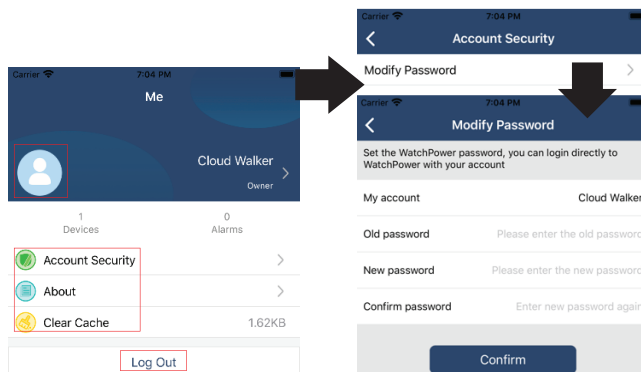 Carrier 7:04 PM
Me
Cloud Walker
Owner
1 0
Devices Alarms
Account Security
About
Clear Cache 1.62KB
Log Out
Carrier 7:04 PM
Account Security
Modify Password
Carrier 7:04 PM
Modify Password
Set the WatchPower password, you can login directly to
WatchPower with your account
My account Cloud Walker
Old password Please enter the old password
New password Please enter the new password
Confirm password Enter new password again
Confirm